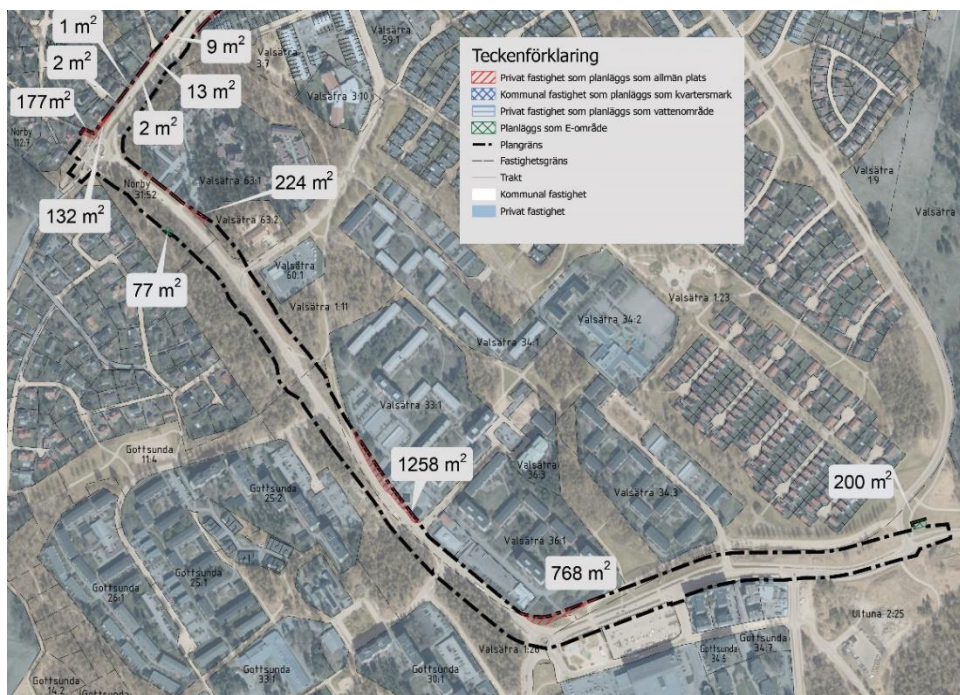 1 m²
2 m²
177m²
9 m²
13 m²
2 m²
132 m²
224 m²
77 m²
1258 m²
768 m²
200 m²
Teckenförklaring
Privat fastighet som planläggs som allmän plats
Kommunal fastighet som planläggs som kvartersmark
Privat fastighet som planläggs som vattenområde
Planläggs som E-område
Plangräns
Fastighetsgräns
Trakt
Kommunal fastighet
Privat fastighet
Valsätra
59:1
Valsätra
3:7
Valsätra 3:10
Norby
Norby
31:52
Valsätra 63:1
Valsätra 63:2
Valsätra
60:1
Valsätra 1:11
Valsätra
1:9
Valsätra
Valsätra 1:23
Valsätra 34:2
Valsätra 34:1
Valsätra 33:1
Valsätra
36:3
Valsätra 34:3
Valsätra 36:1
Gottsunda
11:4
Gottsunda
25:2
Gottsunda
25:1
Gottsunda
26:1
Gottsunda
33:1
Gottsunda
30:1
Gottsunda
14:2
Valsätra 1:28
Gottsunda
34:6
Gottsunda
34:7
Ultuna 2:25